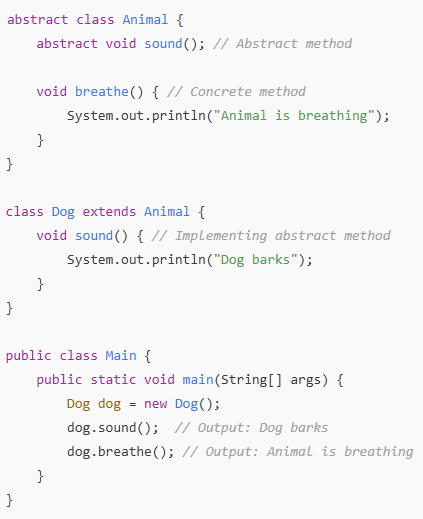 abstract class Animal {
    abstract void sound(); // Abstract method

    void breathe() { // Concrete method
        System.out.println("Animal is breathing");
    }
}

class Dog extends Animal {
    void sound() { // Implementing abstract method
        System.out.println("Dog barks");
    }
}

public class Main {
    public static void main(String[] args) {
        Dog dog = new Dog();
        dog.sound();  // Output: Dog barks
        dog.breathe(); // Output: Animal is breathing
    }
}